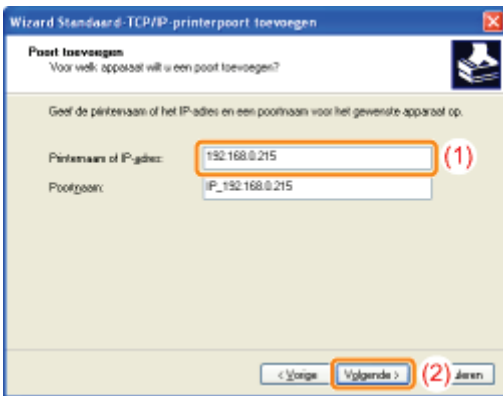 Wizard Standaard-TCP/IP-printerpoort toevoegen
Poort toevoegen
Voor welk apparaat wilt u een poort toevoegen?
Geef de printernaam of het IP-adres en een poortnaam voor het gewenste apparaat op.
Printernaam of IP-adres:
192.168.0.215
(1)
Poortnaam:
IP_192.168.0.215
< Vorige
Volgende >
(2)